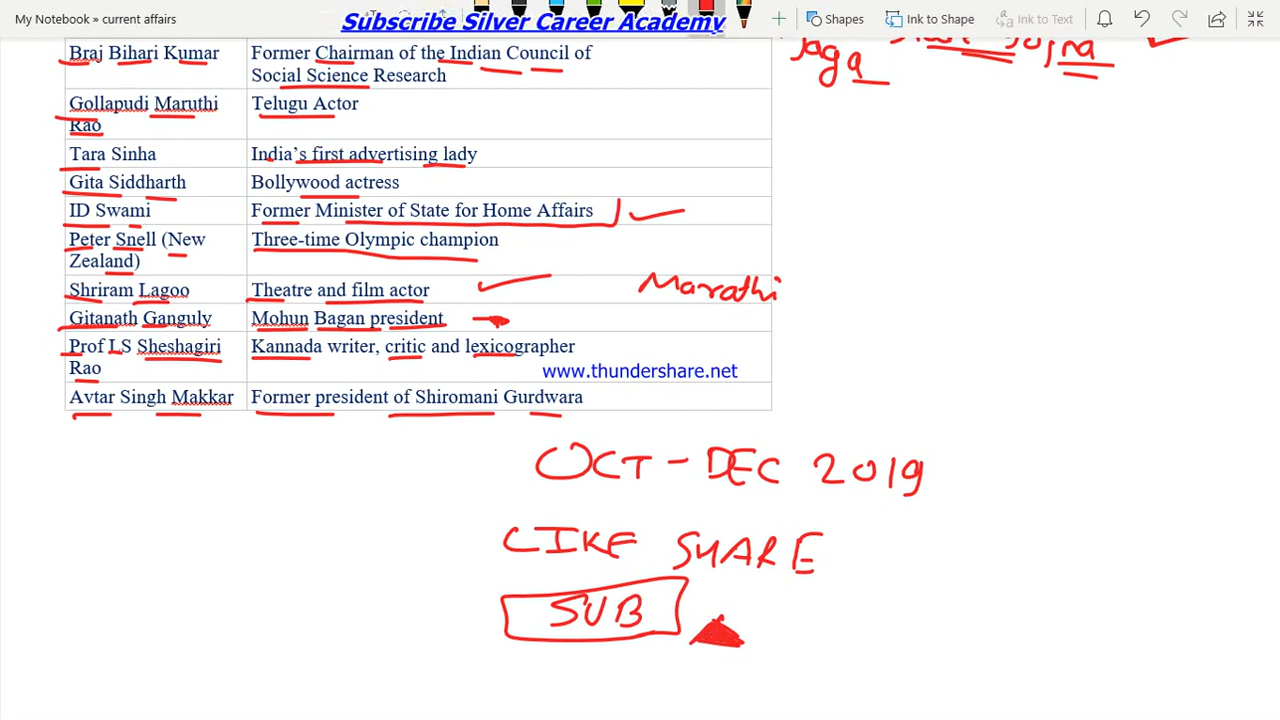 My Notebook » current affairs
Subscribe Silver Career Academy
Shapes
Ink to Shape
Ink to Text
Braj Bihari Kumar
Former Chairman of the Indian Council of
Social Science Research
Gollapudi Maruthi
Rao
Telugu Actor
Tara Sinha
India’s first advertising lady
Gita Siddharth
Bollywood actress
ID Swami
Former Minister of State for Home Affairs
Peter Snell (New
Zealand)
Three-time Olympic champion
Shriram Lagoo
Theatre and film actor
Marathi
Gitanath Ganguly
Mohun Bagan president
Prof LS Sheshagiri
Rao
Kannada writer, critic and lexicographer
www.thundershare.net
Avtar Singh Makkar
Former president of Shiromani Gurdwara
OCT - DEC 2019
LIKE SHARE
SUB